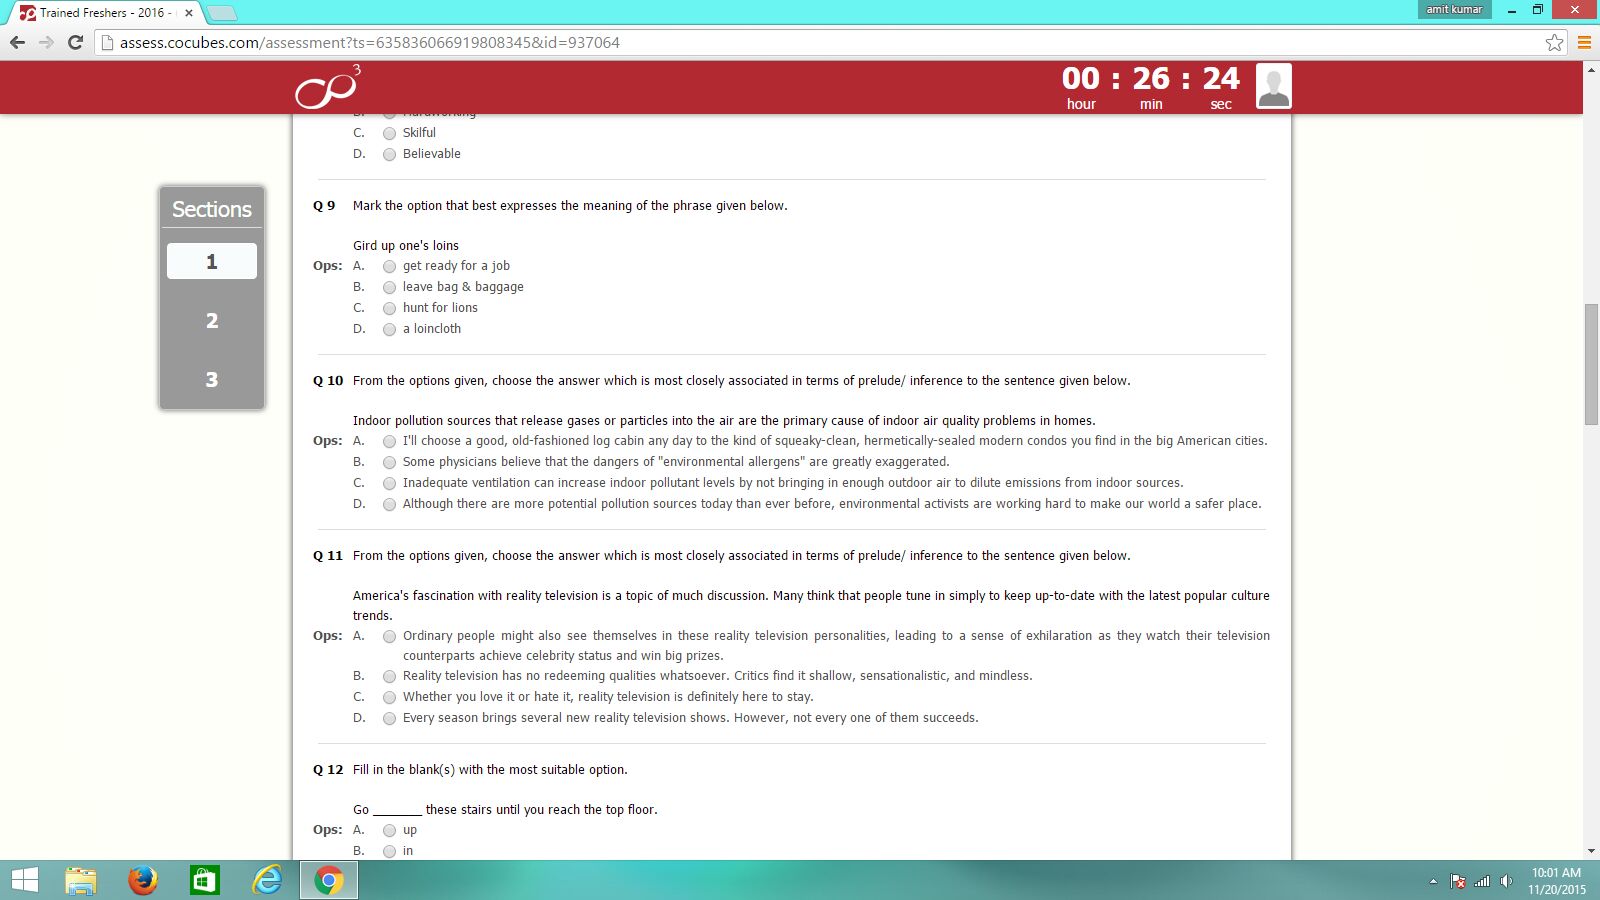 Trained Freshers - 2016 -
amit kumar
assess.cocubes.com/assessment?ts=635836066919808345&id=937064
3
00 : 26 : 24
hour min sec
Hardworking
C. Skilful
D. Believable
Sections
1
2
3
Q 9 Mark the option that best expresses the meaning of the phrase given below.
Gird up one's loins
Ops: A. get ready for a job
B. leave bag & baggage
C. hunt for lions
D. a loincloth
Q 10 From the options given, choose the answer which is most closely associated in terms of prelude/ inference to the sentence given below.
Indoor pollution sources that release gases or particles into the air are the primary cause of indoor air quality problems in homes.
Ops: A. I'll choose a good, old-fashioned log cabin any day to the kind of squeaky-clean, hermetically-sealed modern condos you find in the big American cities.
B. Some physicians believe that the dangers of "environmental allergens" are greatly exaggerated.
C. Inadequate ventilation can increase indoor pollutant levels by not bringing in enough outdoor air to dilute emissions from indoor sources.
D. Although there are more potential pollution sources today than ever before, environmental activists are working hard to make our world a safer place.
Q 11 From the options given, choose the answer which is most closely associated in terms of prelude/ inference to the sentence given below.
America's fascination with reality television is a topic of much discussion. Many think that people tune in simply to keep up-to-date with the latest popular culture
trends.
Ops: A. Ordinary people might also see themselves in these reality television personalities, leading to a sense of exhilaration as they watch their television
counterparts achieve celebrity status and win big prizes.
B. Reality television has no redeeming qualities whatsoever. Critics find it shallow, sensationalistic, and mindless.
C. Whether you love it or hate it, reality television is definitely here to stay.
D. Every season brings several new reality television shows. However, not every one of them succeeds.
Q 12 Fill in the blank(s) with the most suitable option.
Go _______ these stairs until you reach the top floor.
Ops: A. up
B. in
10:01 AM
11/20/2015